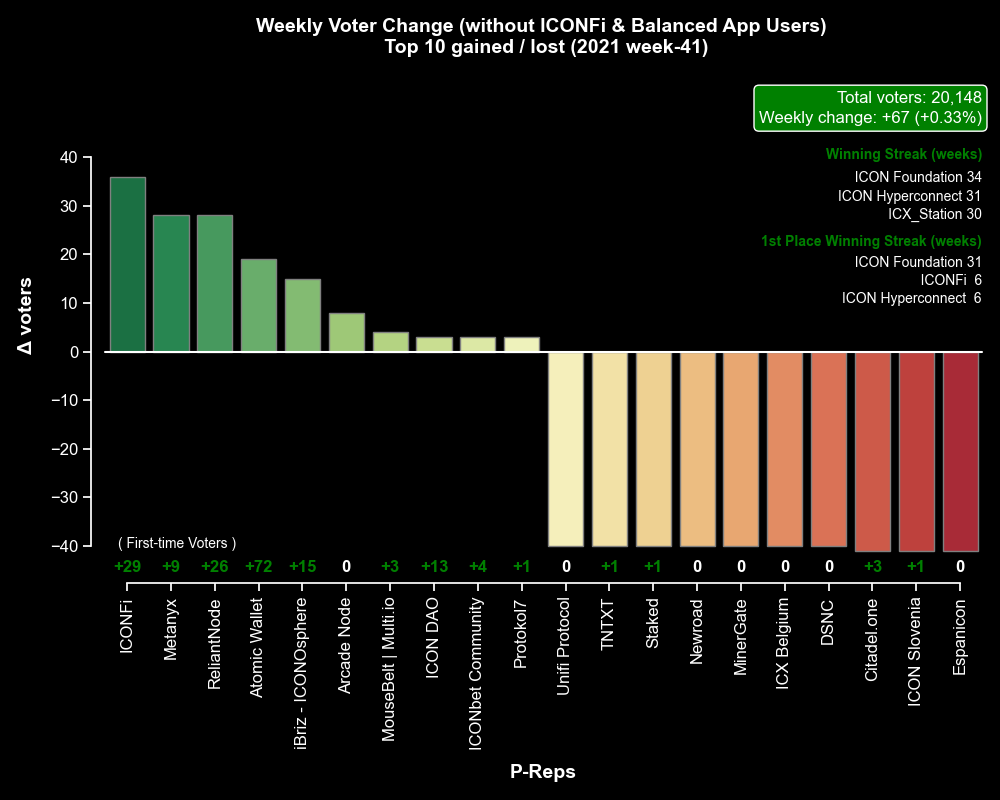 Weekly Voter Change (without ICONFi & Balanced App Users)
Top 10 gained / lost (2021 week-41)
Total voters: 20,148
Weekly change: +67 (+0.33%)
Winning Streak (weeks)
ICON Foundation 34
ICON Hyperconnect 31
ICX_Station 30
1st Place Winning Streak (weeks)
ICON Foundation 31
ICONFi 6
ICON Hyperconnect 6
Δ voters
40
30
20
10
0
−10
−20
−30
−40
( First-time Voters )
+29 +9 +26 +72 +15 0 +3 +13 +4 +1 0 +1 +1 0 0 0 0 +3 +1 0
ICONFi
Metanyx
ReliantNode
Atomic Wallet
iBriz - ICONOsphere
Arcade Node
MouseBelt | Multi.io
ICON DAO
ICONbet Community
Protokol7
Unifi Protocol
TNTXT
Staked
Newroad
MinerGate
ICX Belgium
DSNC
Citadel.one
ICON Slovenia
Espanicon
P-Reps